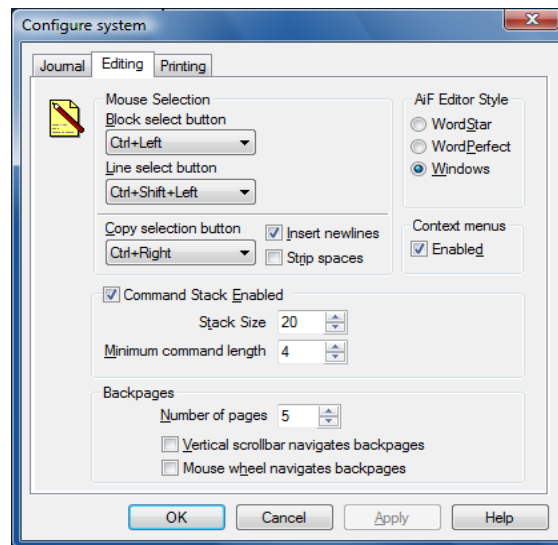 Configure system
Journal Editing Printing
Mouse Selection
Block select button
Ctrl+Left
Line select button
Ctrl+Shift+Left
Copy selection button
Ctrl+Right
Insert newlines
Strip spaces
AiF Editor Style
WordStar
WordPerfect
Windows
Context menus
Enabled
Command Stack Enabled
Stack Size 20
Minimum command length 4
Backpages
Number of pages 5
Vertical scrollbar navigates backpages
Mouse wheel navigates backpages
OK Cancel Apply Help